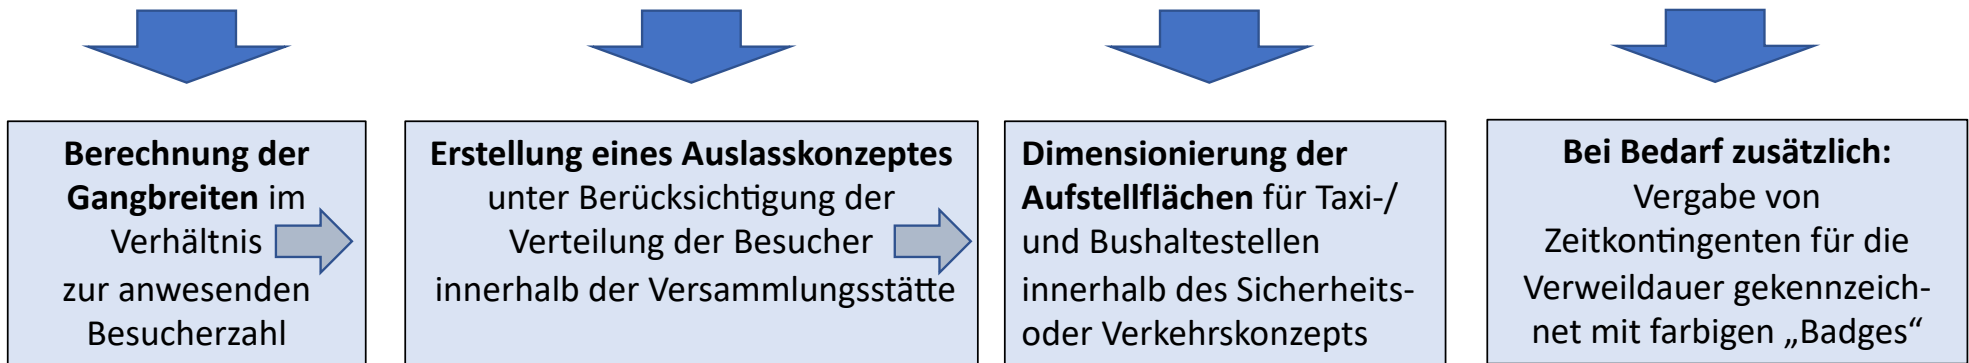 Berechnung der
Gangbreiten im
Verhältnis
zur anwesenden
Besucherzahl
Erstellung eines Auslasskonzeptes
unter Berücksichtigung der
Verteilung der Besucher
innerhalb der Versammlungsstätte
Dimensionierung der
Aufstellflächen für Taxi-/
und Bushaltestellen
innerhalb des Sicherheits-
oder Verkehrskonzepts
Bei Bedarf zusätzlich:
Vergabe von
Zeitkontingenten für die
Verweildauer gekennzeich-
net mit farbigen „Badges“